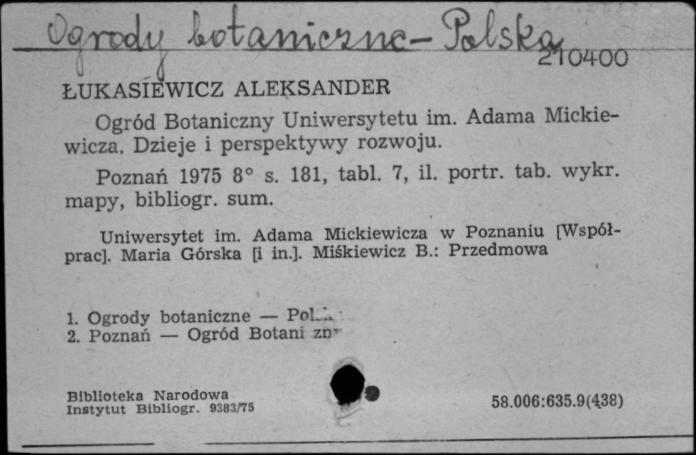 Ogrody botaniczne - Polska
210400
ŁUKASIEWICZ ALEKSANDER
Ogród Botaniczny Uniwersytetu im. Adama Mickie-
wicza. Dzieje i perspektywy rozwoju.
Poznań 1975 8° s. 181, tabl. 7, il. portr. tab. wykr.
mapy, bibliogr. sum.
Uniwersytet im. Adama Mickiewicza w Poznaniu [Współ-
prac]. Maria Górska [i in.]. Miśkiewicz B.: Przedmowa
1. Ogrody botaniczne —
2. Poznań — Ogród
Biblioteka Narodowa
Instytut Bibliogr. 9383/75
58.006:635.9(438)